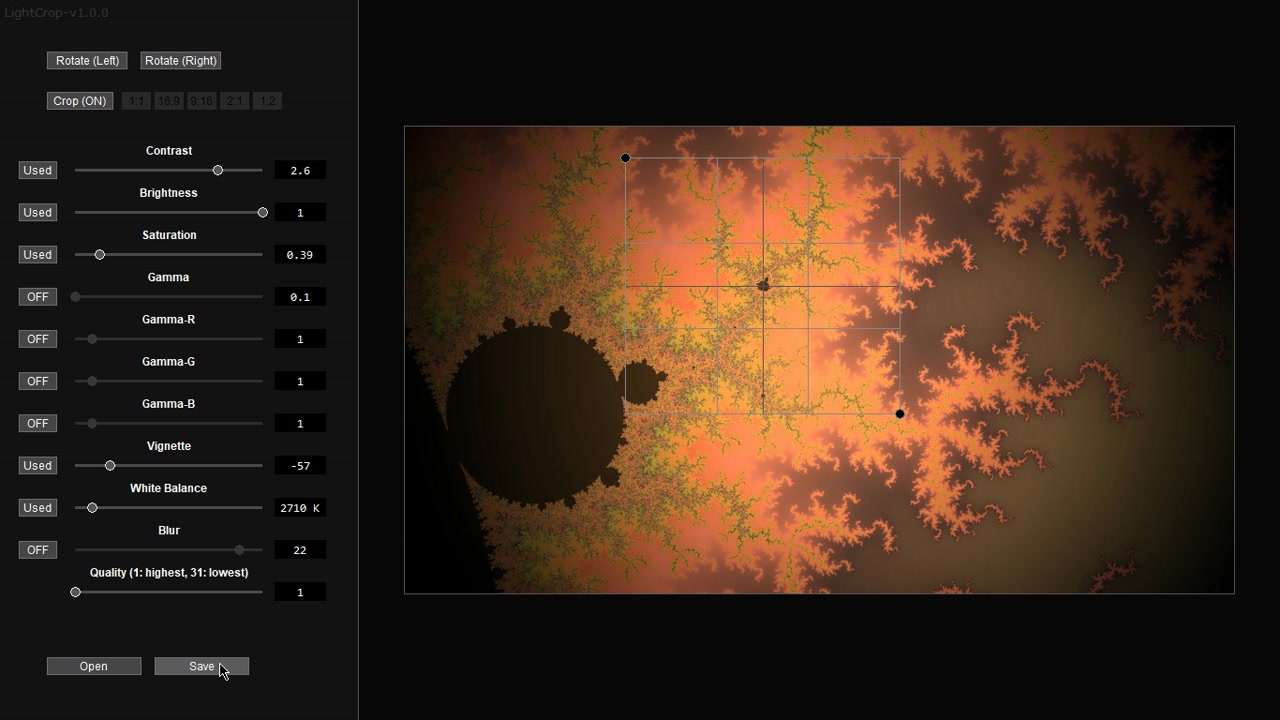 LightCrop-v1.0.0
Rotate (Left) Rotate (Right)
Crop (ON) 1:1 16:9 9:16 2:1 1:2
Contrast
Used 2.6
Brightness
Used 1
Saturation
Used 0.39
Gamma
OFF 0.1
Gamma-R
OFF 1
Gamma-G
OFF 1
Gamma-B
OFF 1
Vignette
Used -57
White Balance
Used 2710 K
Blur
OFF 22
Quality (1: highest, 31: lowest)
1
Open Save